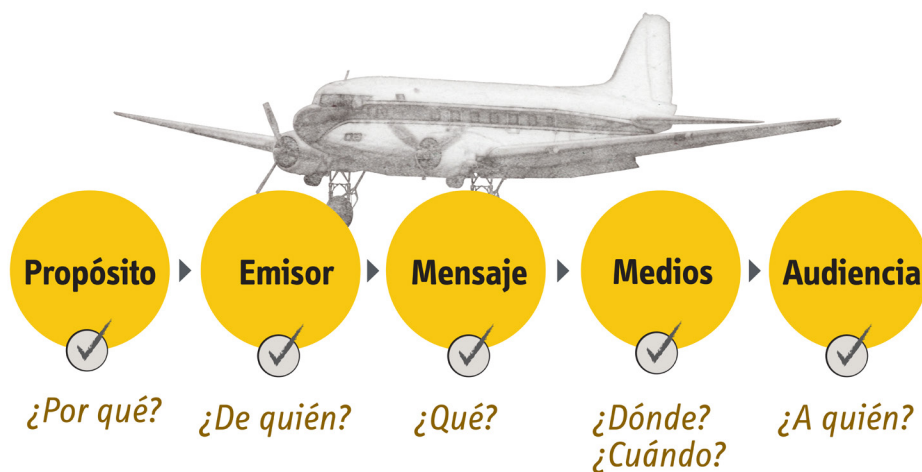 Propósito
Emisor
Mensaje
Medios
Audiencia
¿Por qué?
¿De quién?
¿Qué?
¿Dónde?
¿Cuándo?
¿A quién?